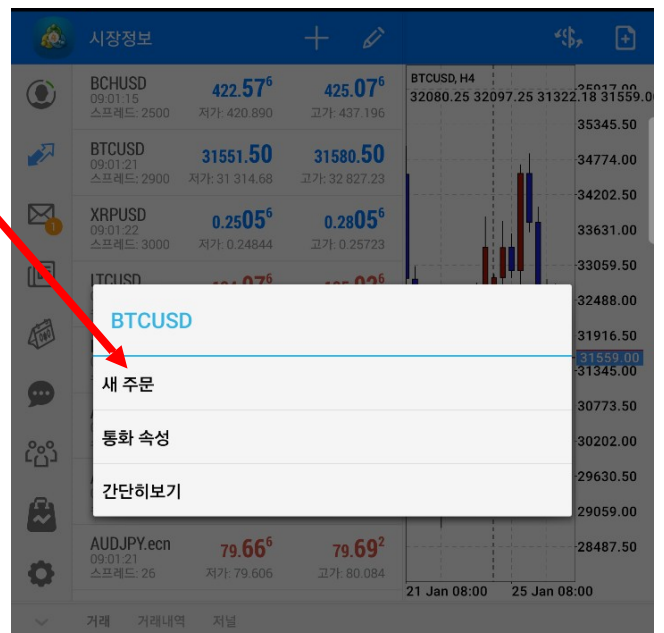 시장정보
BCHUSD 422.57⁶ 425.07⁶
09:01:15
스프레드: 2500 저가: 420.890 고가: 437.196
BTCUSD 31551.50 31580.50
09:01:21
스프레드: 2900 저가: 31 314.68 고가: 32 827.23
XRPUSD 0.2505⁶ 0.2805⁶
09:01:22
스프레드: 3000 저가: 0.24844 고가: 0.25723
LTCUSD
BTCUSD
새 주문
통화 속성
간단히보기
AUDJPY.ecn 79.66⁶ 79.69²
09:01:21
스프레드: 26 저가: 79.606 고가: 80.084
BTCUSD, H4
32080.25 32097.25 31322.18 31559.0
35345.50
34774.00
34202.50
33631.00
33059.50
32488.00
31916.50
31559.00
31345.00
30773.50
30202.00
29630.50
29059.00
28487.50
21 Jan 08:00 25 Jan 08:00
1
거래 거래내역 저널